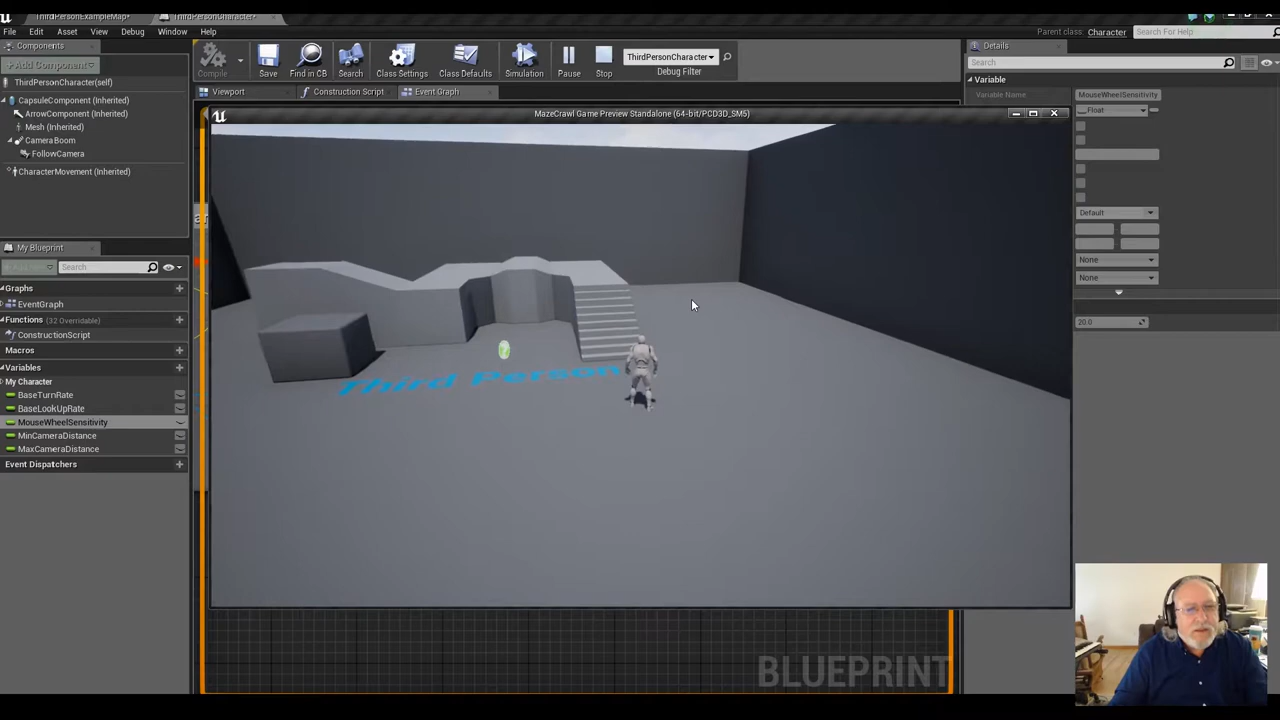 ThirdPersonExampleMap*
ThirdPersonCharacter*
File Edit Asset View Debug Window Help
Parent class: Character
Search For Help
Components
+Add Component
ThirdPersonCharacter(self)
CapsuleComponent (Inherited)
ArrowComponent (Inherited)
Mesh (Inherited)
CameraBoom
FollowCamera
CharacterMovement (Inherited)
Compile Save Find in CB Search Class Settings Class Defaults Simulation Pause Stop
ThirdPersonCharacter
Debug Filter
Viewport Construction Script Event Graph
MazeCrawl Game Preview Standalone (64-bit/PCD3D_SM5)
Third Person
BLUEPRINT
My Blueprint
Search
Graphs
EventGraph
Functions (32 Overridable)
ConstructionScript
Macros
Variables
My Character
BaseTurnRate
BaseLookUpRate
MouseWheelSensitivity
MinCameraDistance
MaxCameraDistance
Event Dispatchers
Details
Search
Variable
Variable Name MouseWheelSensitivity
Float
Default
None
None
20.0